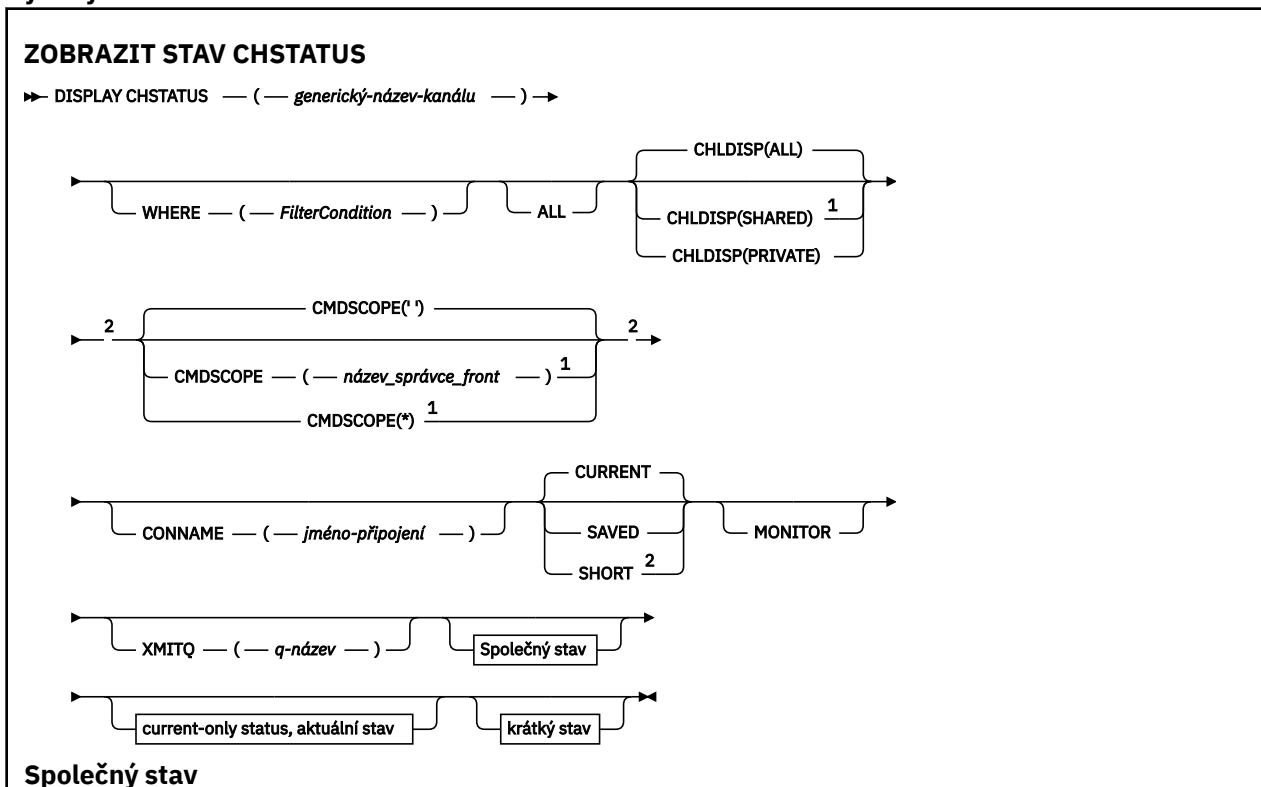 ZOBRAZIT STAV CHSTATUS
DISPLAY CHSTATUS — ( — generický-název-kanálu — )
CHLDISP(ALL)
WHERE — ( — FilterCondition — )
ALL
CHLDISP(SHARED) 1
CHLDISP(PRIVATE)
2
CMDSCOPE(' ')
2
CMDSCOPE — ( — název_správce_front — ) 1
CMDSCOPE(*) 1
CURRENT
CONNAME — ( — jméno-připojení — )
SAVED
MONITOR
SHORT 2
XMITQ — ( — q-název — )
Společný stav
current-only status, aktuální stav
krátký stav
Společný stav